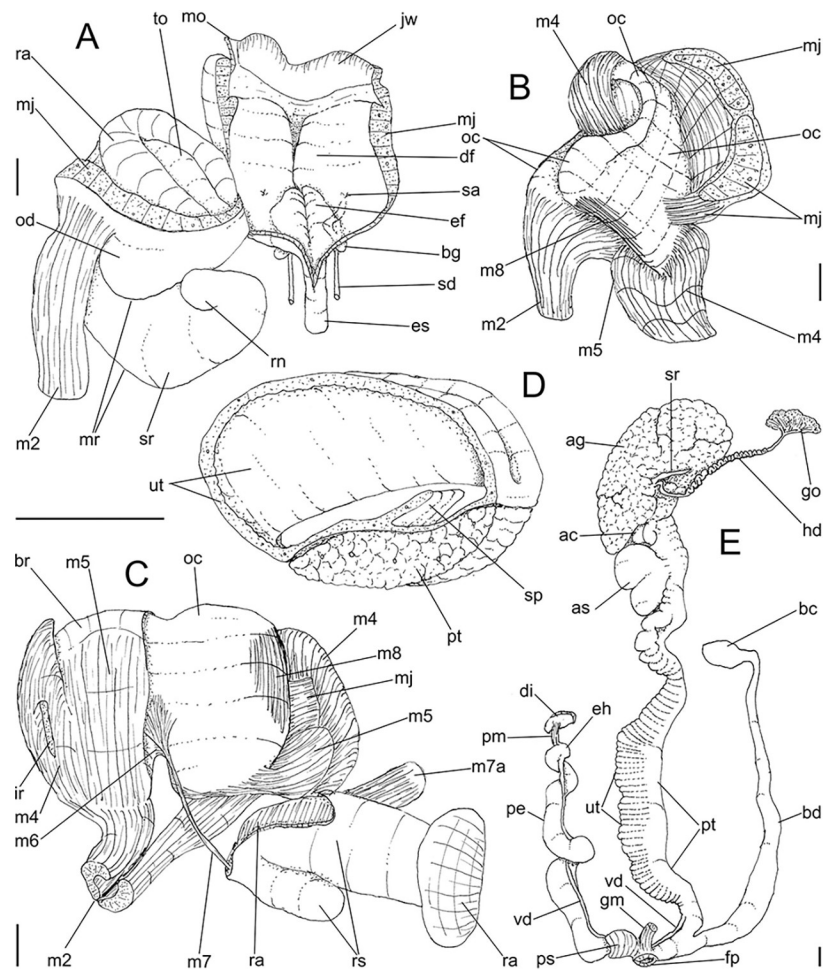 A
mo
to
jw
ra
mj
mj
df
sa
ef
bg
sd
es
od
rn
m2
mr
sr
B
m4
oc
mj
oc
oc
mj
m8
m2
m5
m4
D
ut
sp
pt
C
br
m5
oc
m4
m8
mj
m5
m7a
ir
m4
m6
m2
m7
ra
rs
ra
E
sr
ag
go
hd
ac
as
bc
di
eh
pm
pe
ut
pt
bd
vd
vd
gm
ps
fp